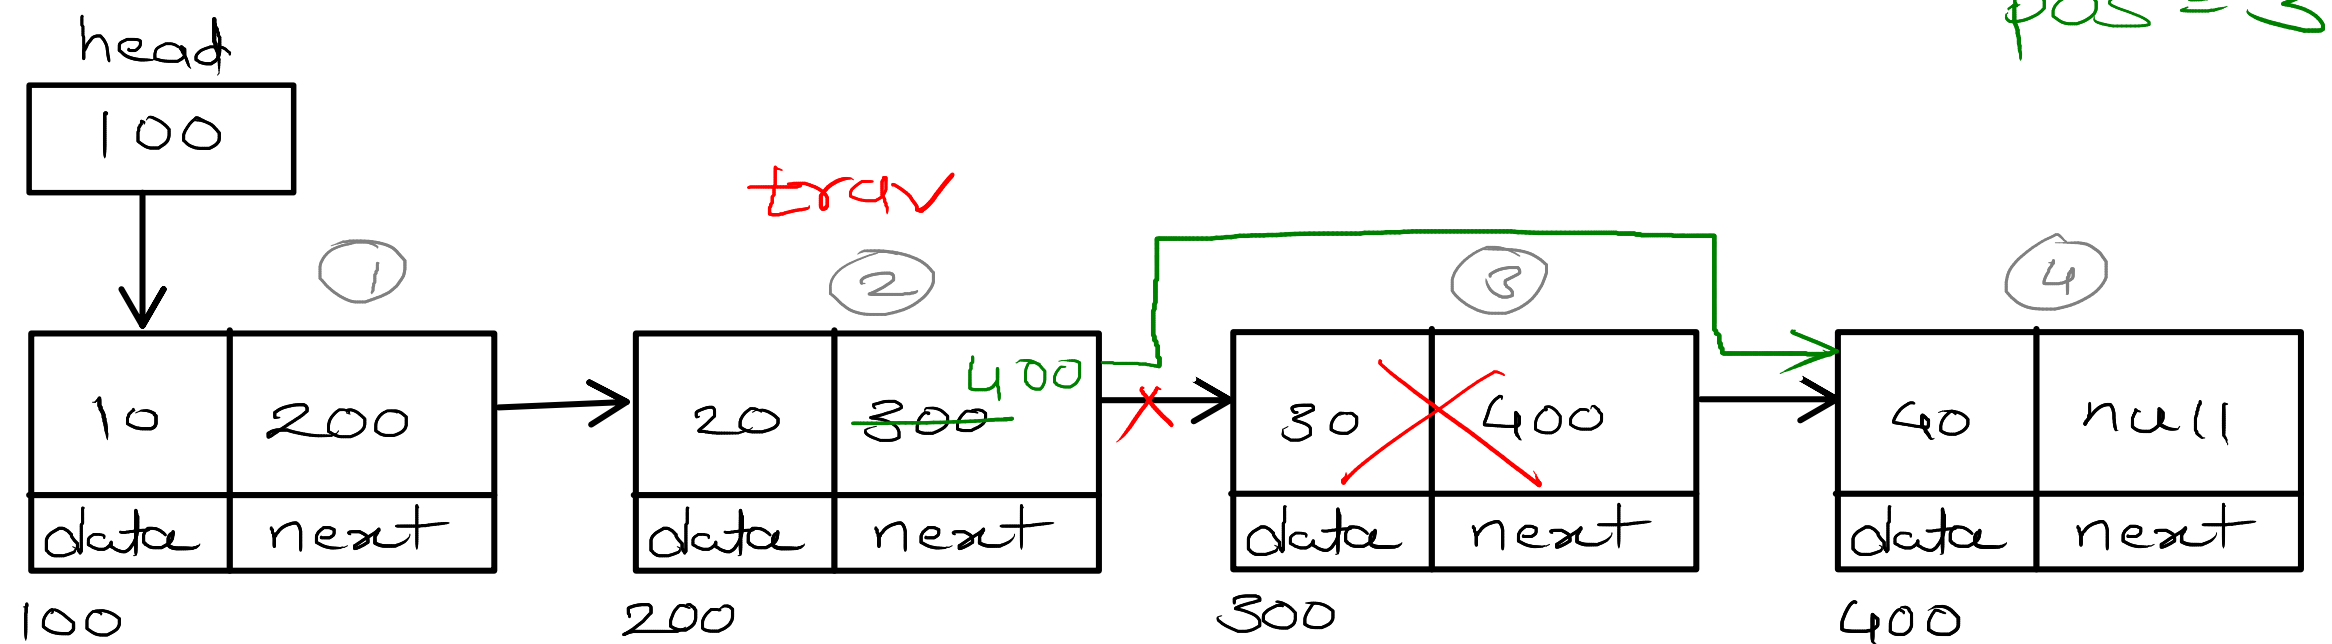 pos = 3
head
100
trav
1 2 3 4
10 200 20 300 400 30 400 40 null
data next data next data next data next
100 200 300 400